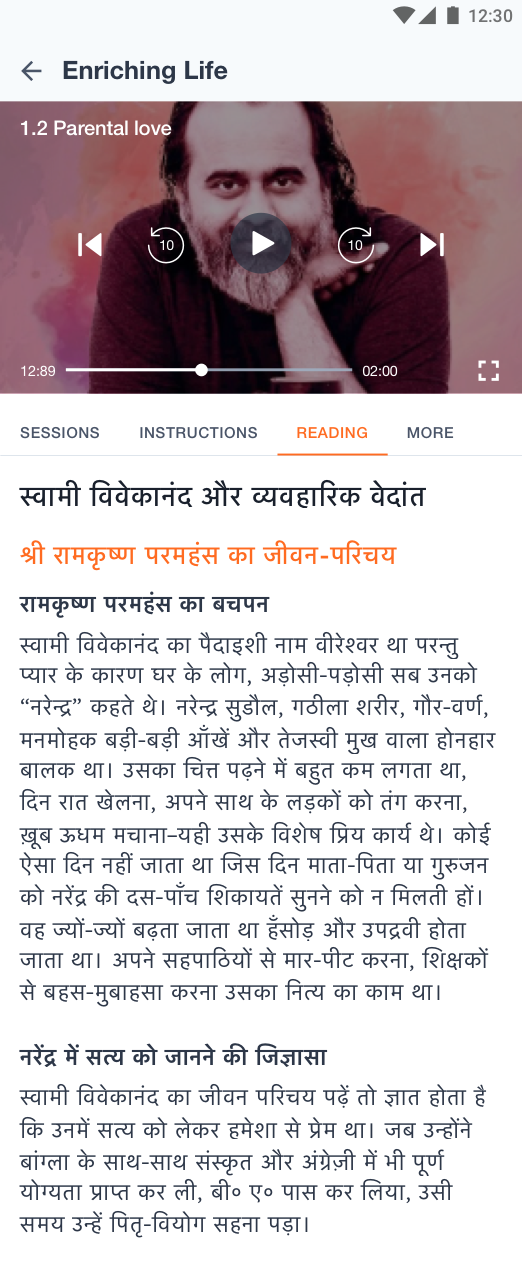 12:30
Enriching Life
1.2 Parental love
10
10
12:89
02:00
SESSIONS INSTRUCTIONS READING MORE
स्वामी विवेकानंद और व्यवहारिक वेदांत
श्री रामकृष्ण परमहंस का जीवन-परिचय
रामकृष्ण परमहंस का बचपन
स्वामी विवेकानंद का पैदाइशी नाम वीरेश्वर था परन्तु
प्यार के कारण घर के लोग, अड़ोसी-पड़ोसी सब उनको
“नरेन्द्र” कहते थे। नरेन्द्र सुडौल, गठीला शरीर, गौर-वर्ण,
मनमोहक बड़ी-बड़ी आँखें और तेजस्वी मुख वाला होनहार
बालक था। उसका चित्त पढ़ने में बहुत कम लगता था,
दिन रात खेलना, अपने साथ के लड़कों को तंग करना,
ख़ूब ऊधम मचाना–यही उसके विशेष प्रिय कार्य थे। कोई
ऐसा दिन नहीं जाता था जिस दिन माता-पिता या गुरुजन
को नरेंद्र की दस-पाँच शिकायतें सुनने को न मिलती हों।
वह ज्यों-ज्यों बढ़ता जाता था हँसोड़ और उपद्रवी होता
जाता था। अपने सहपाठियों से मार-पीट करना, शिक्षकों
से बहस-मुबाहसा करना उसका नित्य का काम था।
नरेंद्र में सत्य को जानने की जिज्ञासा
स्वामी विवेकानंद का जीवन परिचय पढ़ें तो ज्ञात होता है
कि उनमें सत्य को लेकर हमेशा से प्रेम था। जब उन्होंने
बांग्ला के साथ-साथ संस्कृत और अंग्रेज़ी में भी पूर्ण
योग्यता प्राप्त कर ली, बी० ए० पास कर लिया, उसी
समय उन्हें पितृ-वियोग सहना पड़ा।